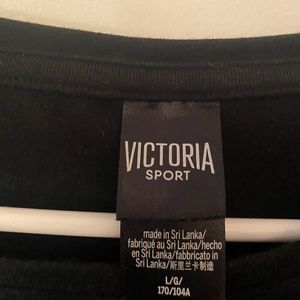 VICTORIA
SPORT
made in Sri Lanka/
fabriqué au Sri Lanka/hecho
en Sri Lanka/fabbricato in
Sri Lanka/斯里兰卡制造
L/G/
170/104A